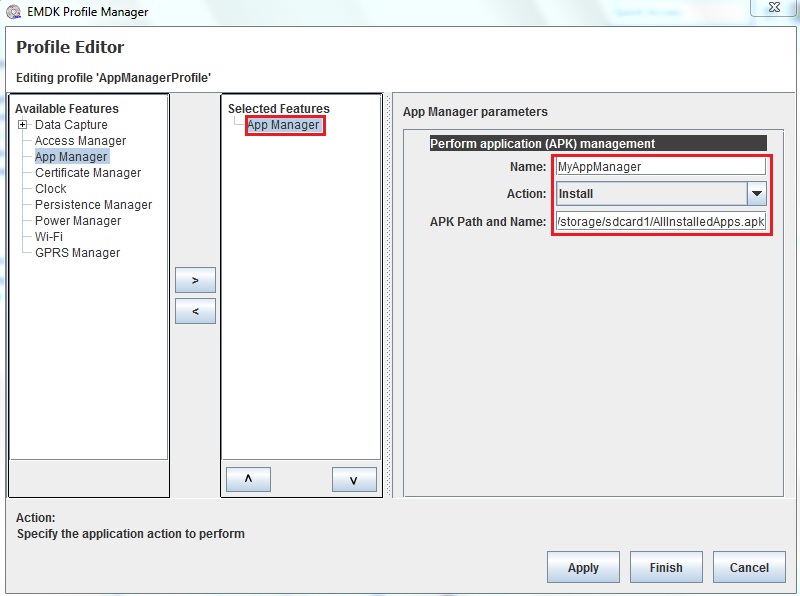 EMDK Profile Manager
Profile Editor
Editing profile 'AppManagerProfile'
Available Features
Data Capture
Access Manager
App Manager
Certificate Manager
Clock
Persistence Manager
Power Manager
Wi-Fi
GPRS Manager
>
<
Selected Features
App Manager
^
v
App Manager parameters
Perform application (APK) management
Name: MyAppManager
Action: Install
APK Path and Name: /storage/sdcard1/AllInstalledApps.apk
Action:
Specify the application action to perform
Apply Finish Cancel